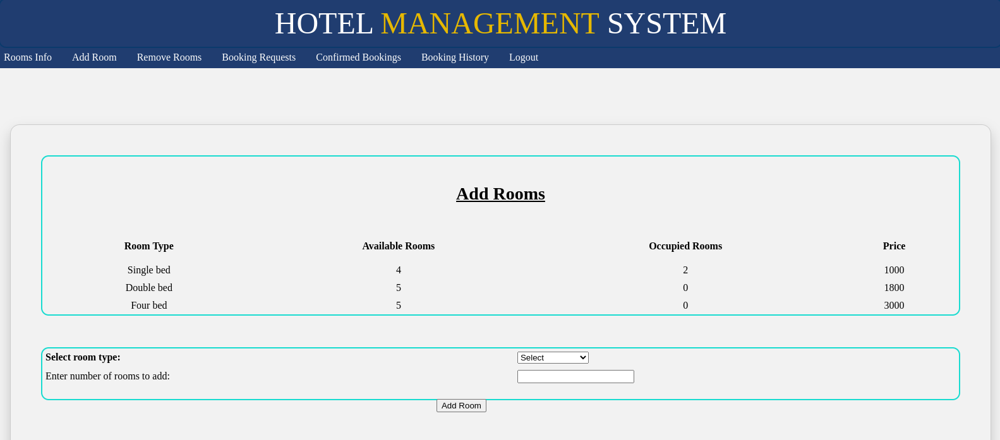 HOTEL MANAGEMENT SYSTEM
Rooms Info Add Room Remove Rooms Booking Requests Confirmed Bookings Booking History Logout
Add Rooms
Room Type Available Rooms Occupied Rooms Price
Single bed 4 2 1000
Double bed 5 0 1800
Four bed 5 0 3000
Select room type: Select
Enter number of rooms to add:
Add Room